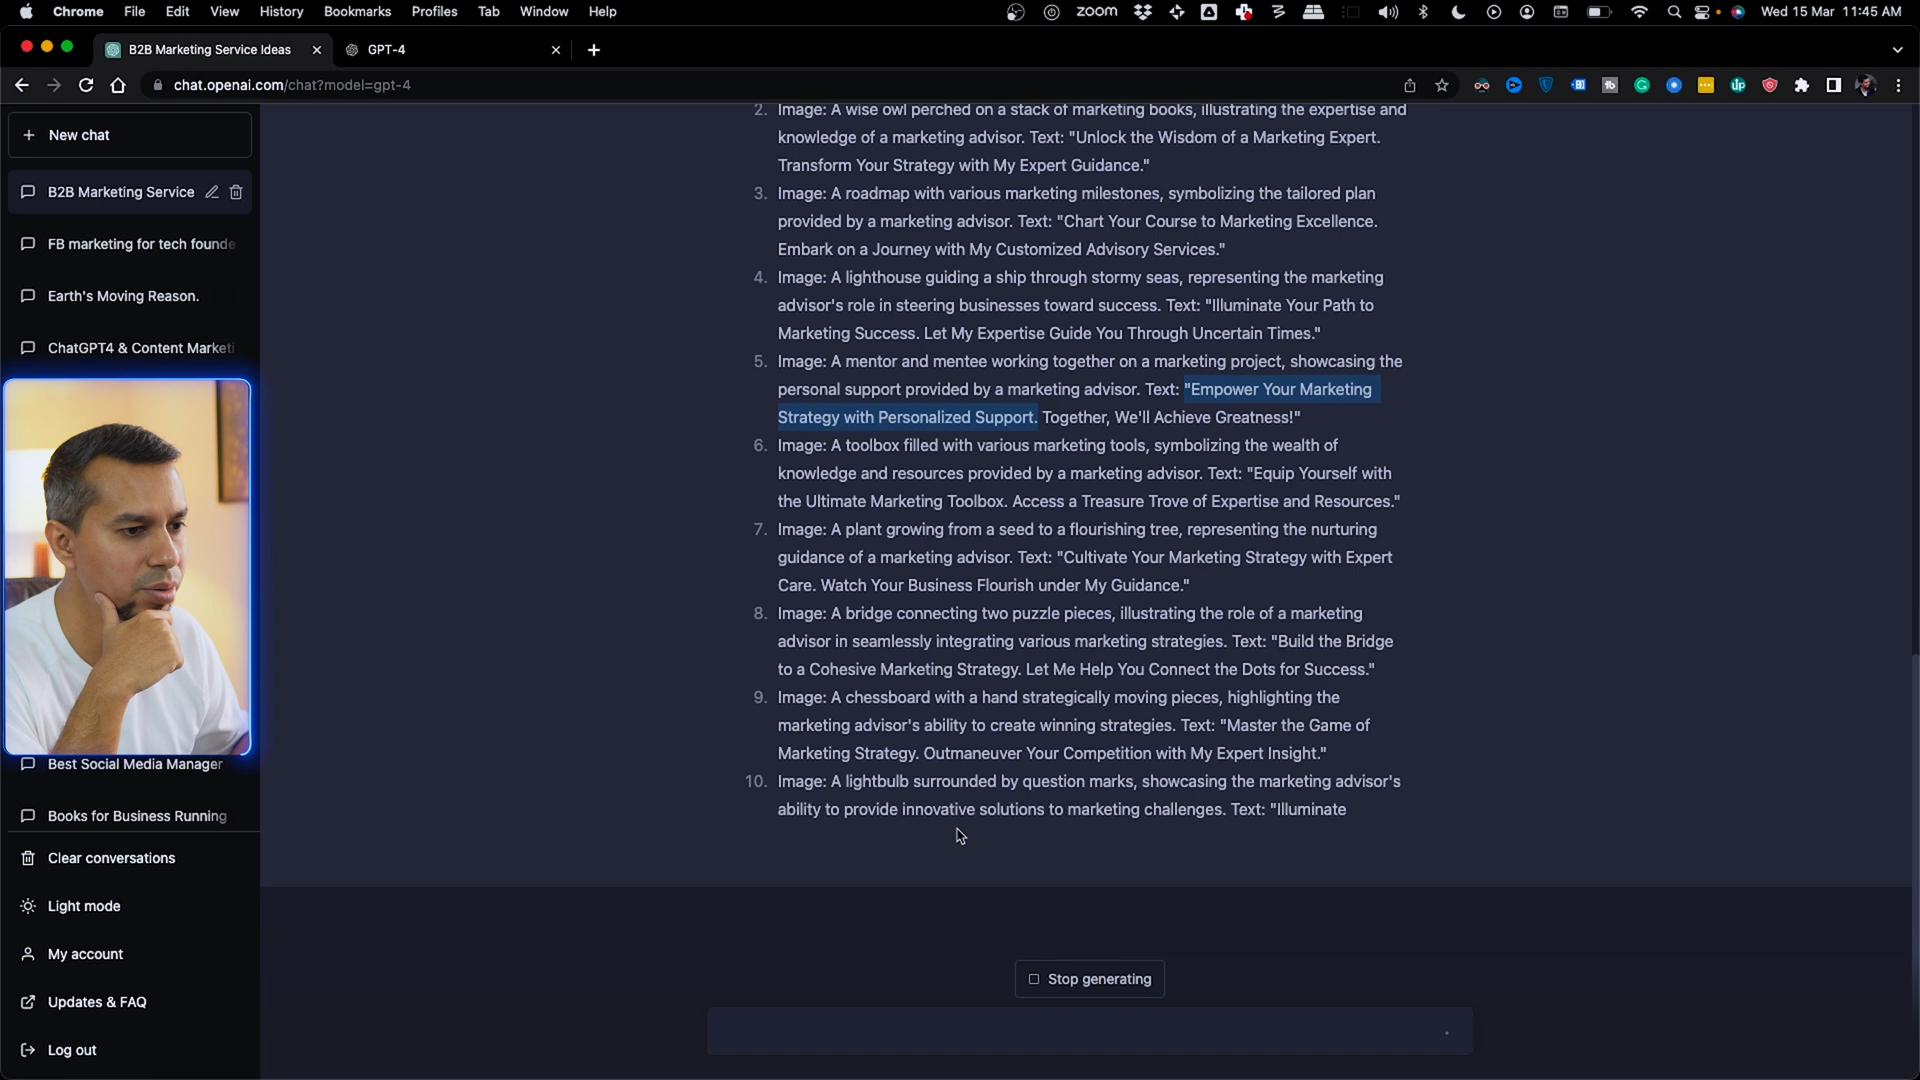 Chrome File Edit View History Bookmarks Profiles Tab Window Help zoom Wed 15 Mar 11:45 AM
B2B Marketing Service Ideas GPT-4
chat.openai.com/chat?model=gpt-4
New chat
B2B Marketing Service
FB marketing for tech founde
Earth's Moving Reason.
ChatGPT4 & Content Marketi
Best Social Media Manager
Books for Business Running
Clear conversations
Light mode
My account
Updates & FAQ
Log out
2. Image: A wise owl perched on a stack of marketing books, illustrating the expertise and
knowledge of a marketing advisor. Text: "Unlock the Wisdom of a Marketing Expert.
Transform Your Strategy with My Expert Guidance."
3. Image: A roadmap with various marketing milestones, symbolizing the tailored plan
provided by a marketing advisor. Text: "Chart Your Course to Marketing Excellence.
Embark on a Journey with My Customized Advisory Services."
4. Image: A lighthouse guiding a ship through stormy seas, representing the marketing
advisor's role in steering businesses toward success. Text: "Illuminate Your Path to
Marketing Success. Let My Expertise Guide You Through Uncertain Times."
5. Image: A mentor and mentee working together on a marketing project, showcasing the
personal support provided by a marketing advisor. Text: "Empower Your Marketing
Strategy with Personalized Support. Together, We'll Achieve Greatness!"
6. Image: A toolbox filled with various marketing tools, symbolizing the wealth of
knowledge and resources provided by a marketing advisor. Text: "Equip Yourself with
the Ultimate Marketing Toolbox. Access a Treasure Trove of Expertise and Resources."
7. Image: A plant growing from a seed to a flourishing tree, representing the nurturing
guidance of a marketing advisor. Text: "Cultivate Your Marketing Strategy with Expert
Care. Watch Your Business Flourish under My Guidance."
8. Image: A bridge connecting two puzzle pieces, illustrating the role of a marketing
advisor in seamlessly integrating various marketing strategies. Text: "Build the Bridge
to a Cohesive Marketing Strategy. Let Me Help You Connect the Dots for Success."
9. Image: A chessboard with a hand strategically moving pieces, highlighting the
marketing advisor's ability to create winning strategies. Text: "Master the Game of
Marketing Strategy. Outmaneuver Your Competition with My Expert Insight."
10. Image: A lightbulb surrounded by question marks, showcasing the marketing advisor's
ability to provide innovative solutions to marketing challenges. Text: "Illuminate
Stop generating